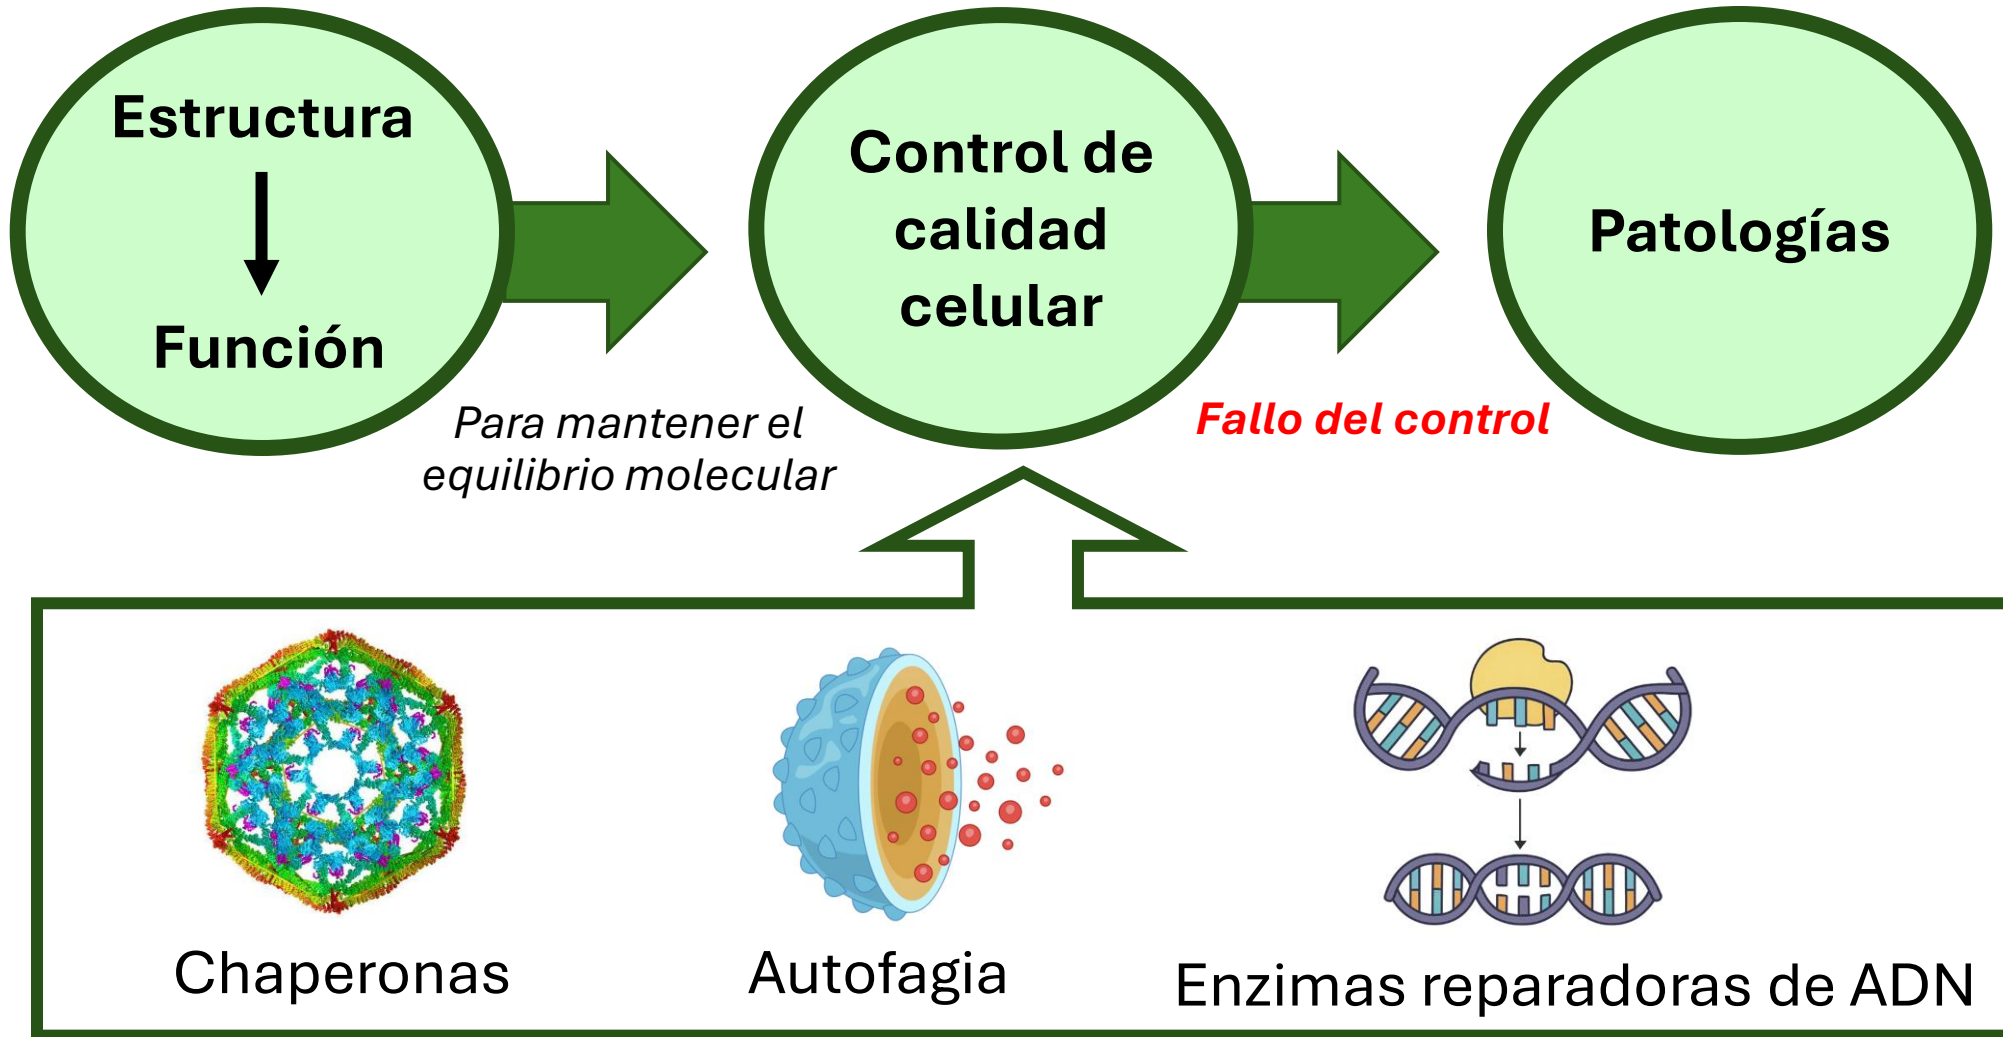 Estructura
Función
Para mantener el
equilibrio molecular
Control de
calidad
celular
Fallo del control
Patologías
Chaperonas
Autofagia
Enzimas reparadoras de ADN